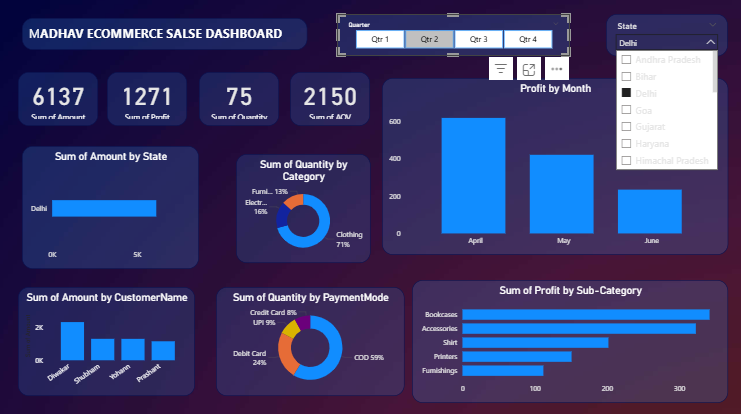 MADHAV ECOMMERCE SALSE DASHBOARD
Quarter
Qtr 1
Qtr 2
Qtr 3
Qtr 4
State
Delhi
Andhra Pradesh
Bihar
Delhi
Goa
Gujarat
Haryana
Himachal Pradesh
6137
Sum of Amount
1271
Sum of Profit
75
Sum of Quantity
2150
Sum of AOV
Profit by Month
600
400
200
0
April
May
June
Sum of Amount by State
Delhi
0K
5K
Sum of Quantity by
Category
Furni... 13%
Electr...
16%
Clothing
71%
Sum of Amount by CustomerName
2K
0K
Diwakar
Shubham
Yohann
Prashant
Sum of Quantity by PaymentMode
Credit Card 8%
UPI 9%
Debit Card
24%
COD 59%
Sum of Profit by Sub-Category
Bookcases
Accessories
Shirt
Printers
Furnishings
0
100
200
300